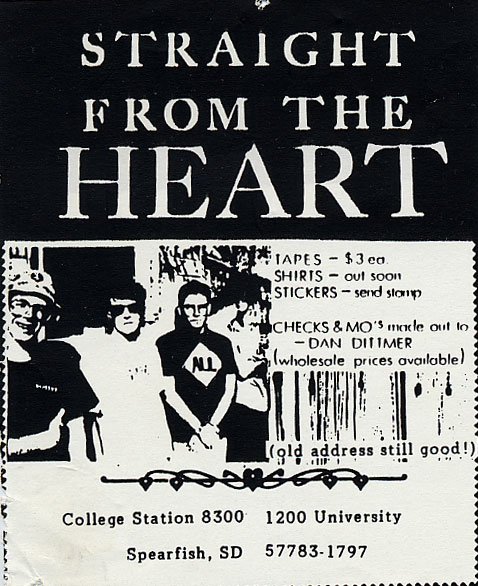 STRAIGHT
FROM THE
HEART
TAPES - $3 ea.
SHIRTS - out soon
STICKERS - send stamp
CHECKS & MO'$ made out to
- DAN DITTMER
(wholesale prices available)
ALL
(old address still good!)
College Station 8300 1200 University
Spearfish, SD 57783-1797